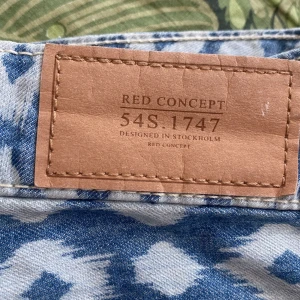 RED CONCEPT
54S.1747
DESIGNED IN STOCKHOLM
RED CONCEPT